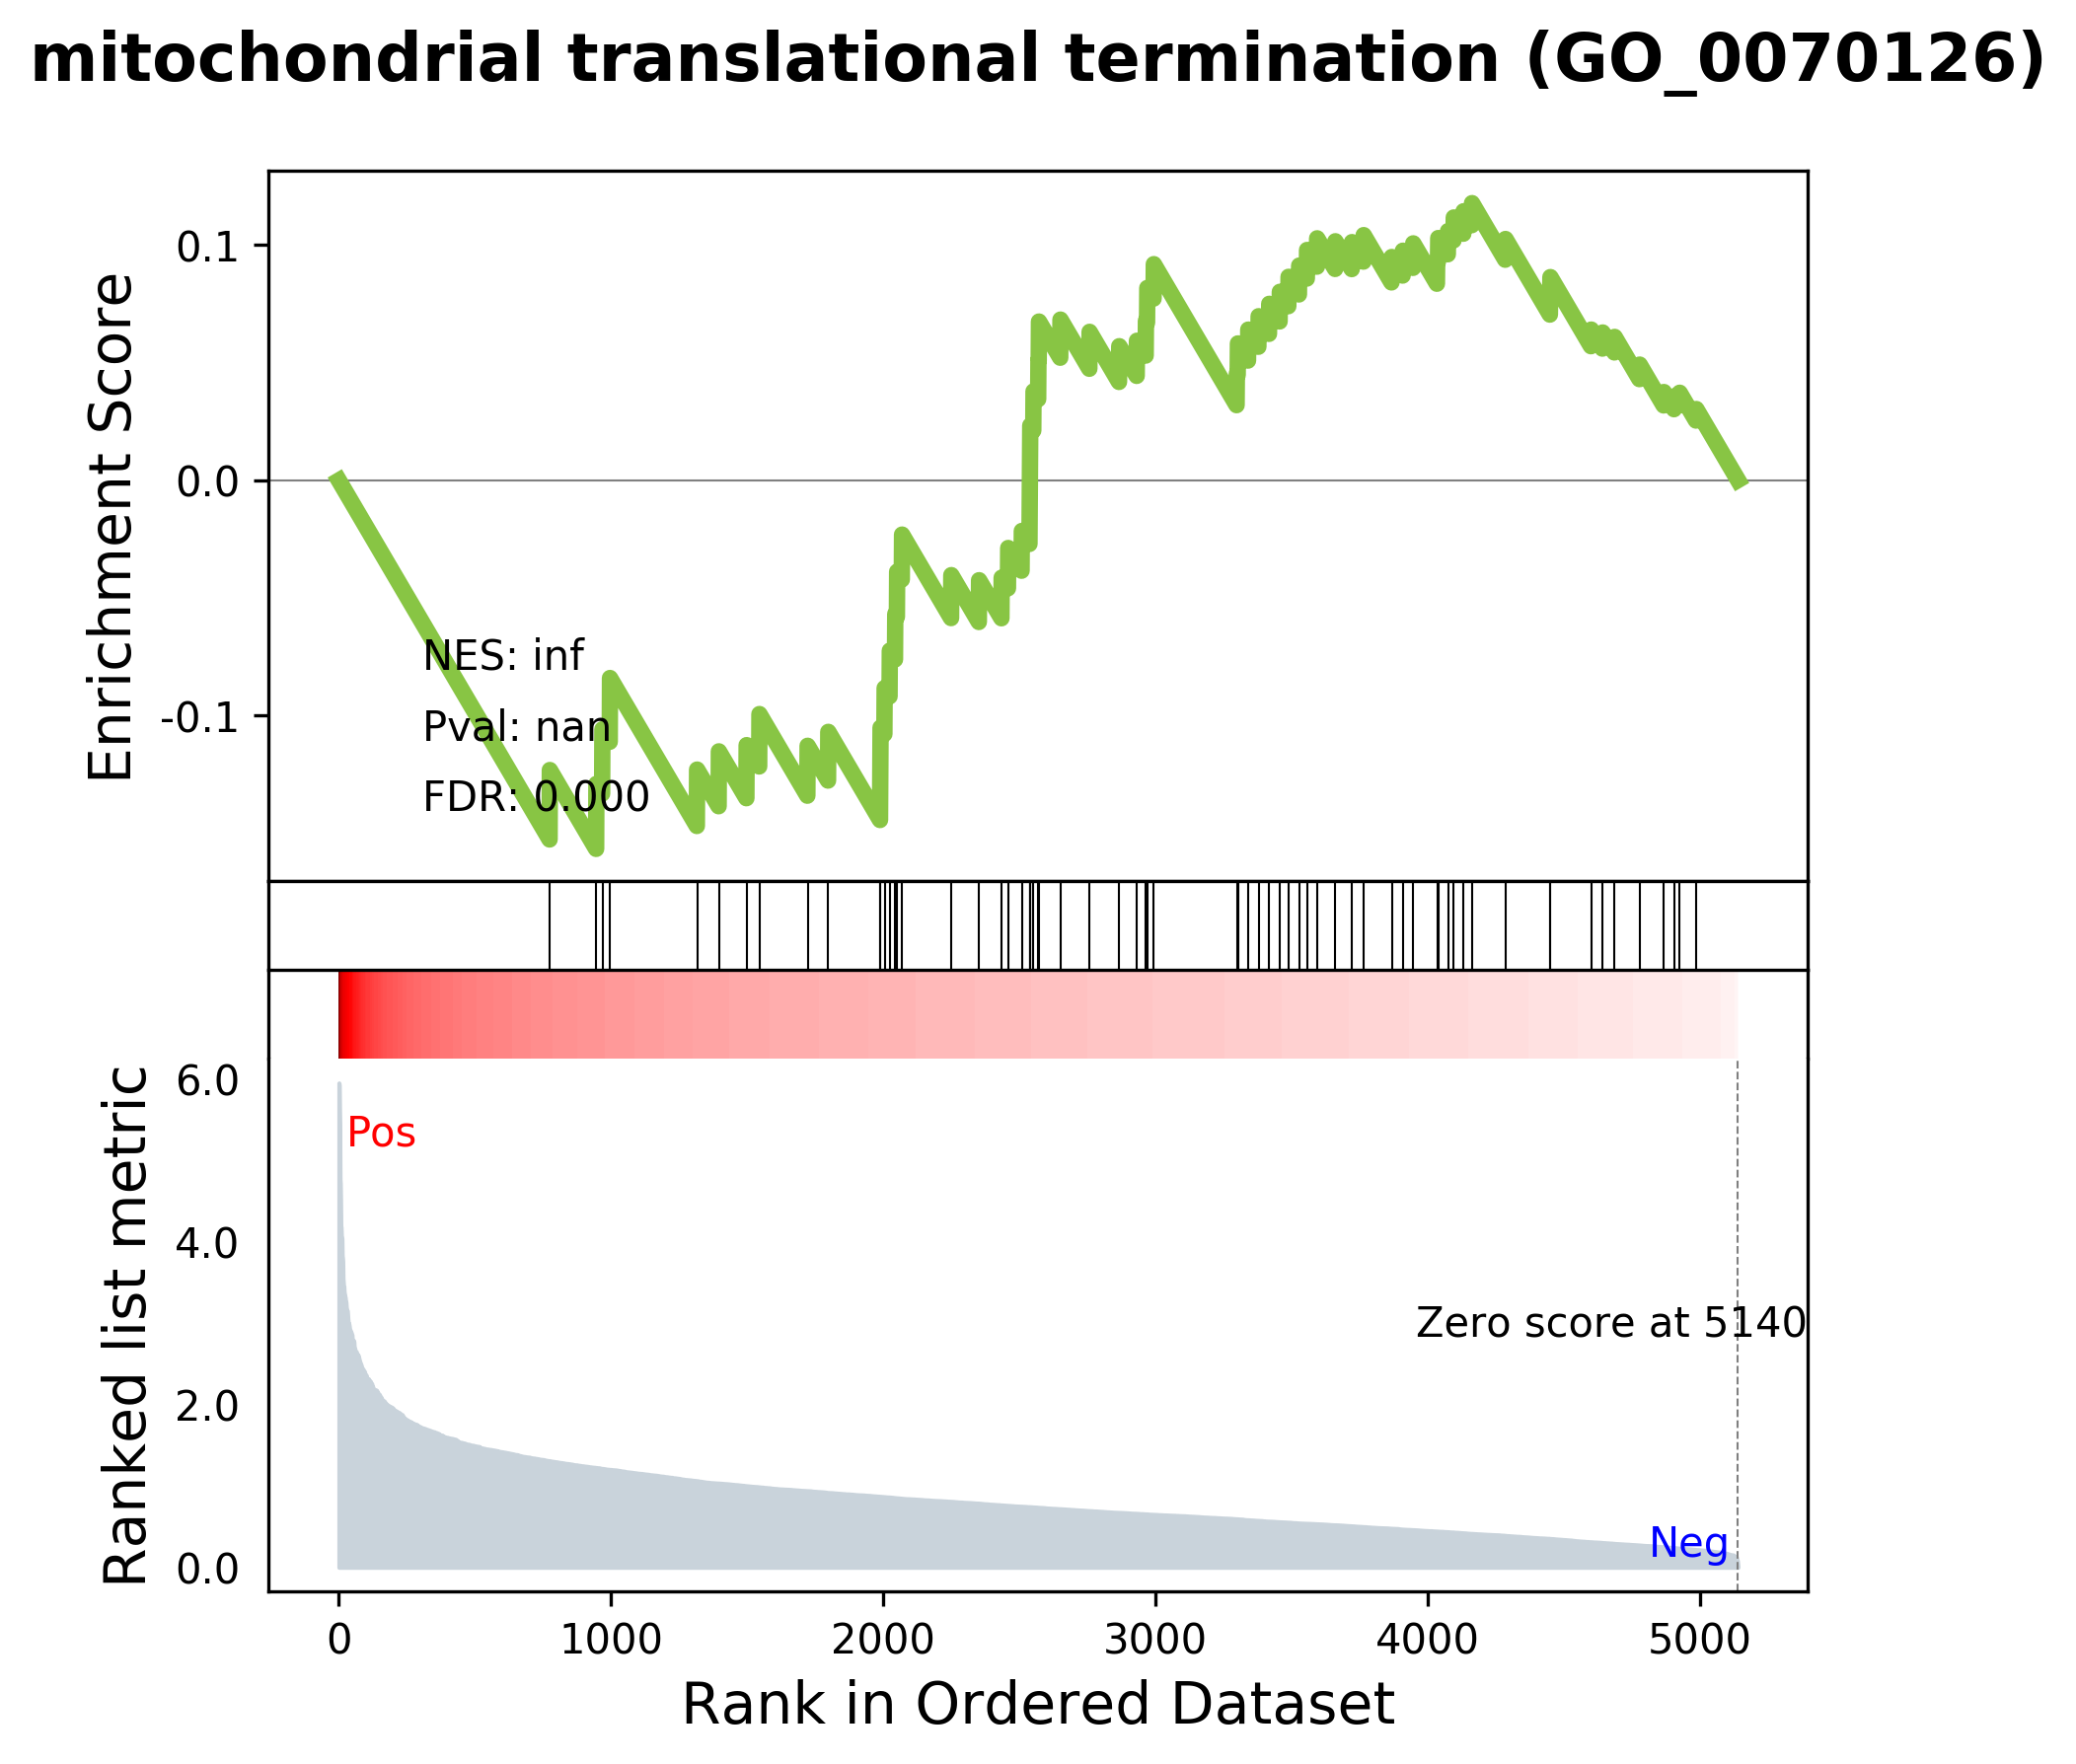 mitochondrial translational termination (GO_0070126)
Enrichment Score
0.1
0.0
-0.1
NES: inf
Pval: nan
FDR: 0.000
Ranked list metric
6.0
4.0
2.0
0.0
Pos
Zero score at 5140
Neg
0 1000 2000 3000 4000 5000
Rank in Ordered Dataset